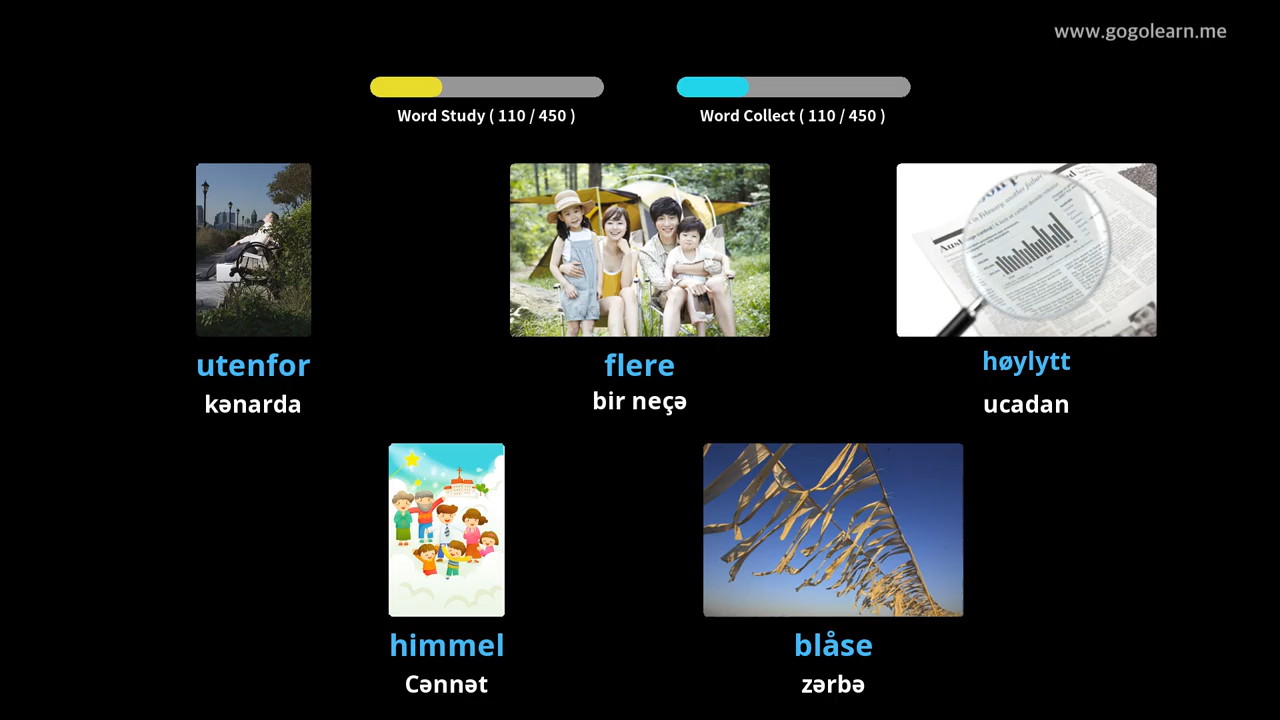 www.gogolearn.me
Word Study ( 110 / 450 )
Word Collect ( 110 / 450 )
utenfor
kənarda
flere
bir neçə
høylytt
ucadan
himmel
Cənnət
blåse
zərbə